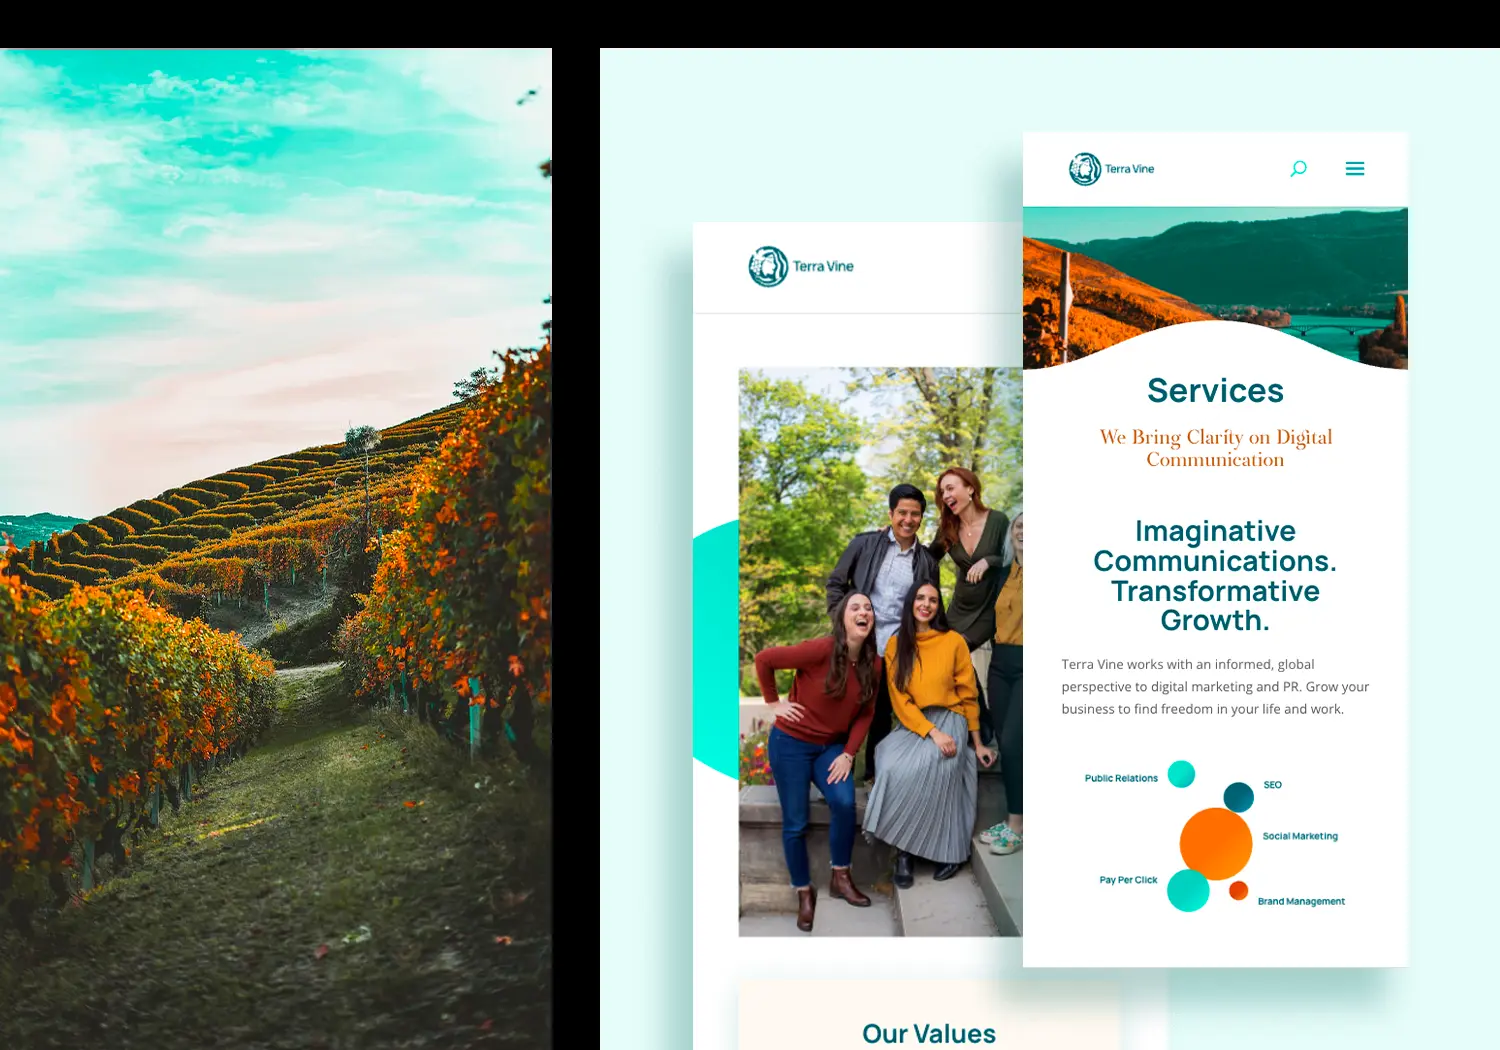 Terra Vine
Our Values
Terra Vine
Services
We Bring Clarity on Digital
Communication
Imaginative
Communications.
Transformative
Growth.
Terra Vine works with an informed, global
perspective to digital marketing and PR. Grow your
business to find freedom in your life and work.
Public Relations
SEO
Social Marketing
Pay Per Click
Brand Management